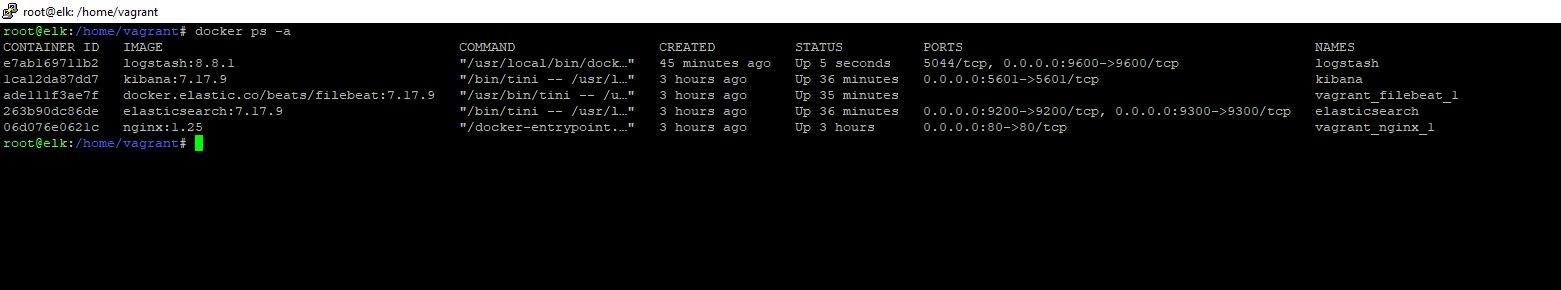 root@elk: /home/vagrant
root@elk:/home/vagrant# docker ps -a
CONTAINER ID   IMAGE                                     COMMAND                  CREATED          STATUS          PORTS                                            NAMES
e7ab169711b2   logstash:8.8.1                            "/usr/local/bin/dock…"   45 minutes ago   Up 5 seconds    5044/tcp, 0.0.0.0:9600->9600/tcp                 logstash
1ca12da87dd7   kibana:7.17.9                             "/bin/tini -- /usr/l…"   3 hours ago      Up 36 minutes   0.0.0.0:5601->5601/tcp                           kibana
ade111f3ae7f   docker.elastic.co/beats/filebeat:7.17.9   "/usr/bin/tini -- /u…"   3 hours ago      Up 35 minutes                                                    vagrant_filebeat_1
263b90dc86de   elasticsearch:7.17.9                      "/bin/tini -- /usr/l…"   3 hours ago      Up 36 minutes   0.0.0.0:9200->9200/tcp, 0.0.0.0:9300->9300/tcp   elasticsearch
06d076e0621c   nginx:1.25                                "/docker-entrypoint.…"   3 hours ago      Up 3 hours      0.0.0.0:80->80/tcp                               vagrant_nginx_1
root@elk:/home/vagrant#